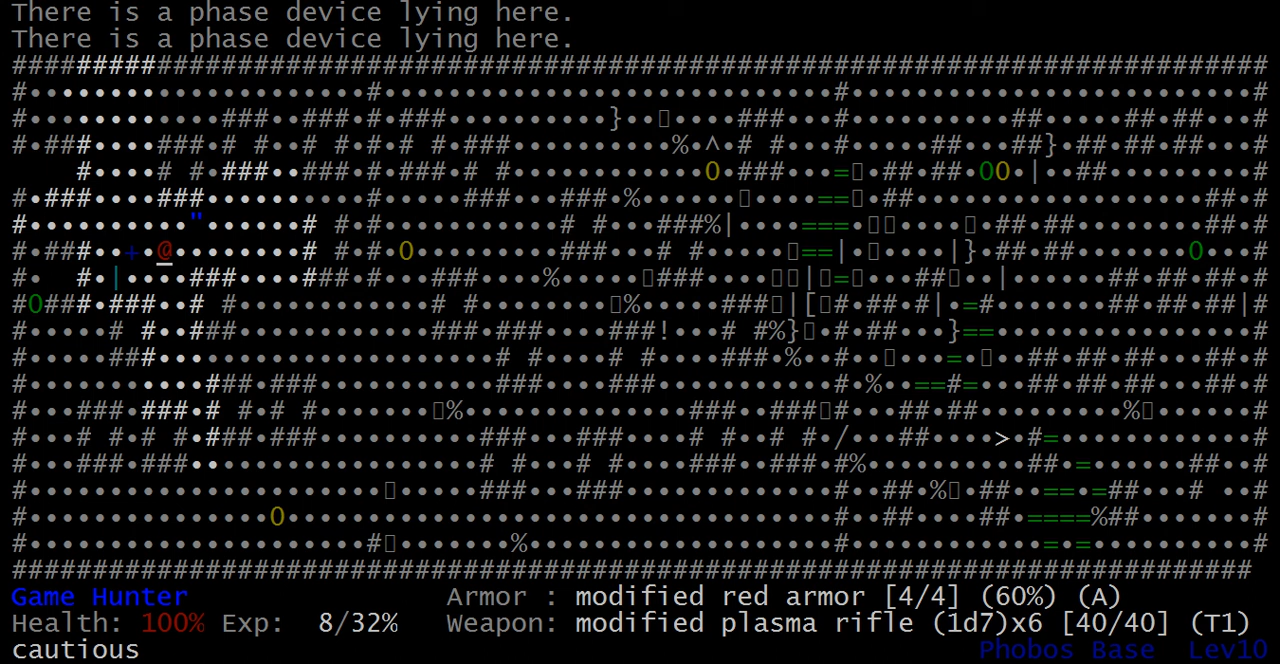 There is a phase device lying here.
There is a phase device lying here.
Game Hunter Armor : modified red armor [4/4] (60%) (A)
Health: 100% Exp: 8/32% Weapon: modified plasma rifle (1d7)x6 [40/40] (T1)
cautious Phobos Base Lev10